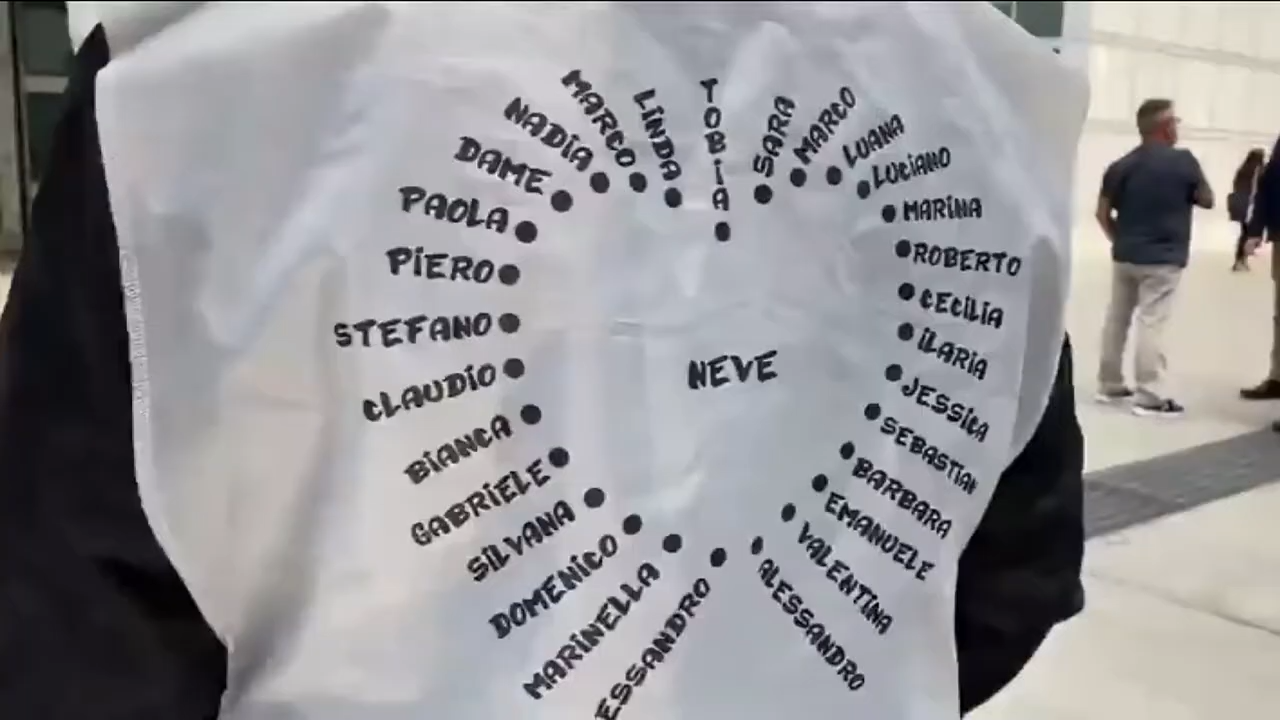 TOBiA
SARA
MARCO
LUANA
LUCiANO
MARiNA
ROBERTO
CECiLiA
iLARiA
JESSiCA
SEBASTIAN
BARBARA
EMANUELE
VALENTINA
ALESSANDRO
ESSANDRO
MARiNELLA
DOMENiCO
SiLVANA
GABRiELE
BiANCA
CLAUDiO
STEFANO
PiERO
PAOLA
DAME
NADiA
MARCO
LiNDA
NEVE